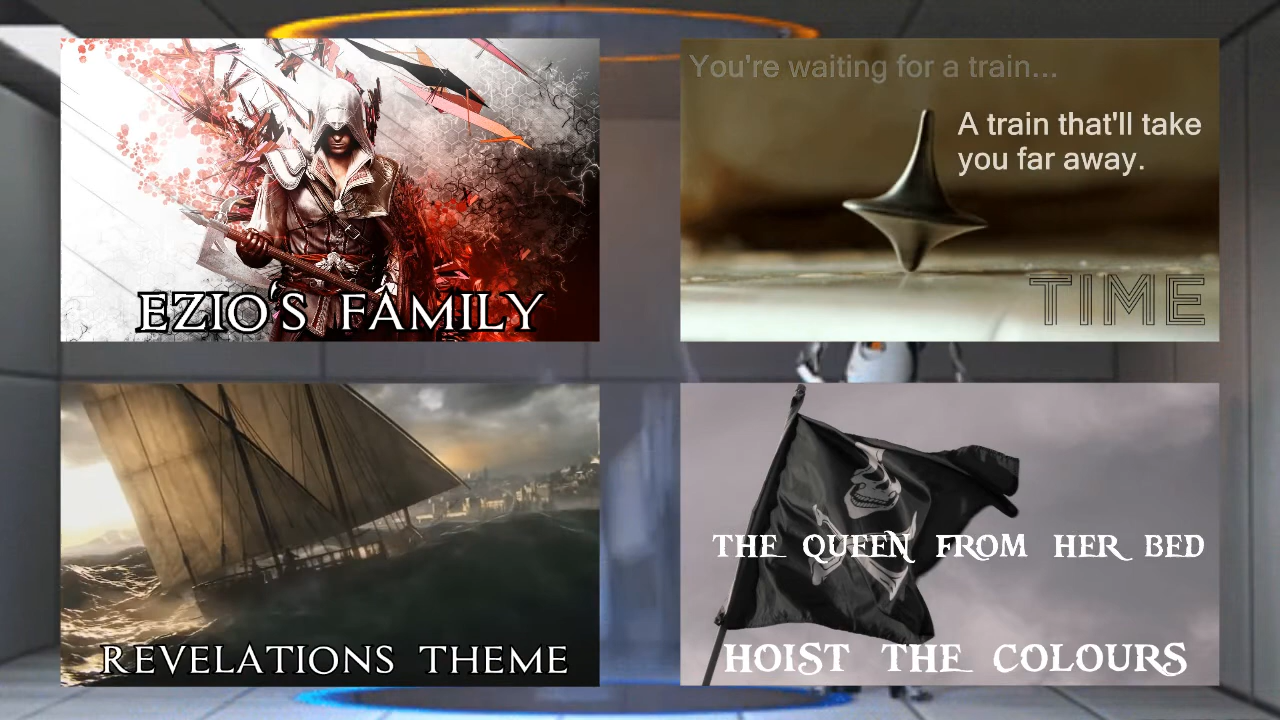 EZIO'S FAMILY
You're waiting for a train...
A train that'll take
you far away.
TIME
REVELATIONS THEME
THE QUEEN FROM HER BED
HOIST THE COLOURS